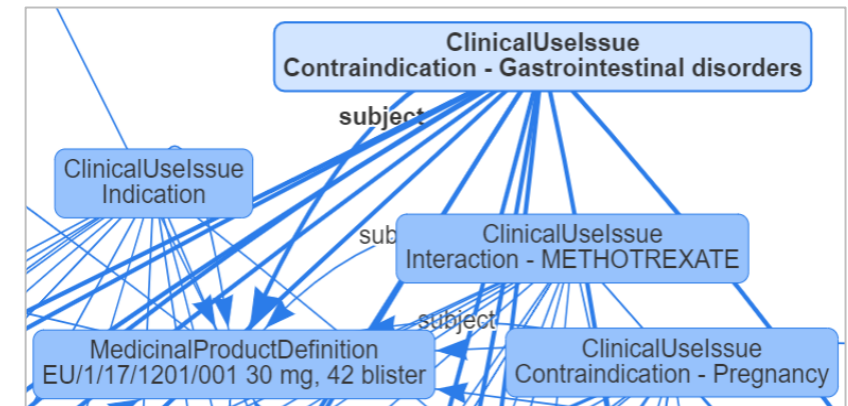 ClinicalUseIssue
Contraindication - Gastrointestinal disorders
subject
ClinicalUseIssue
Indication
sub
ClinicalUseIssue
Interaction - METHOTREXATE
subject
MedicinalProductDefinition
EU/1/17/1201/001 30 mg, 42 blister
ClinicalUseIssue
Contraindication - Pregnancy